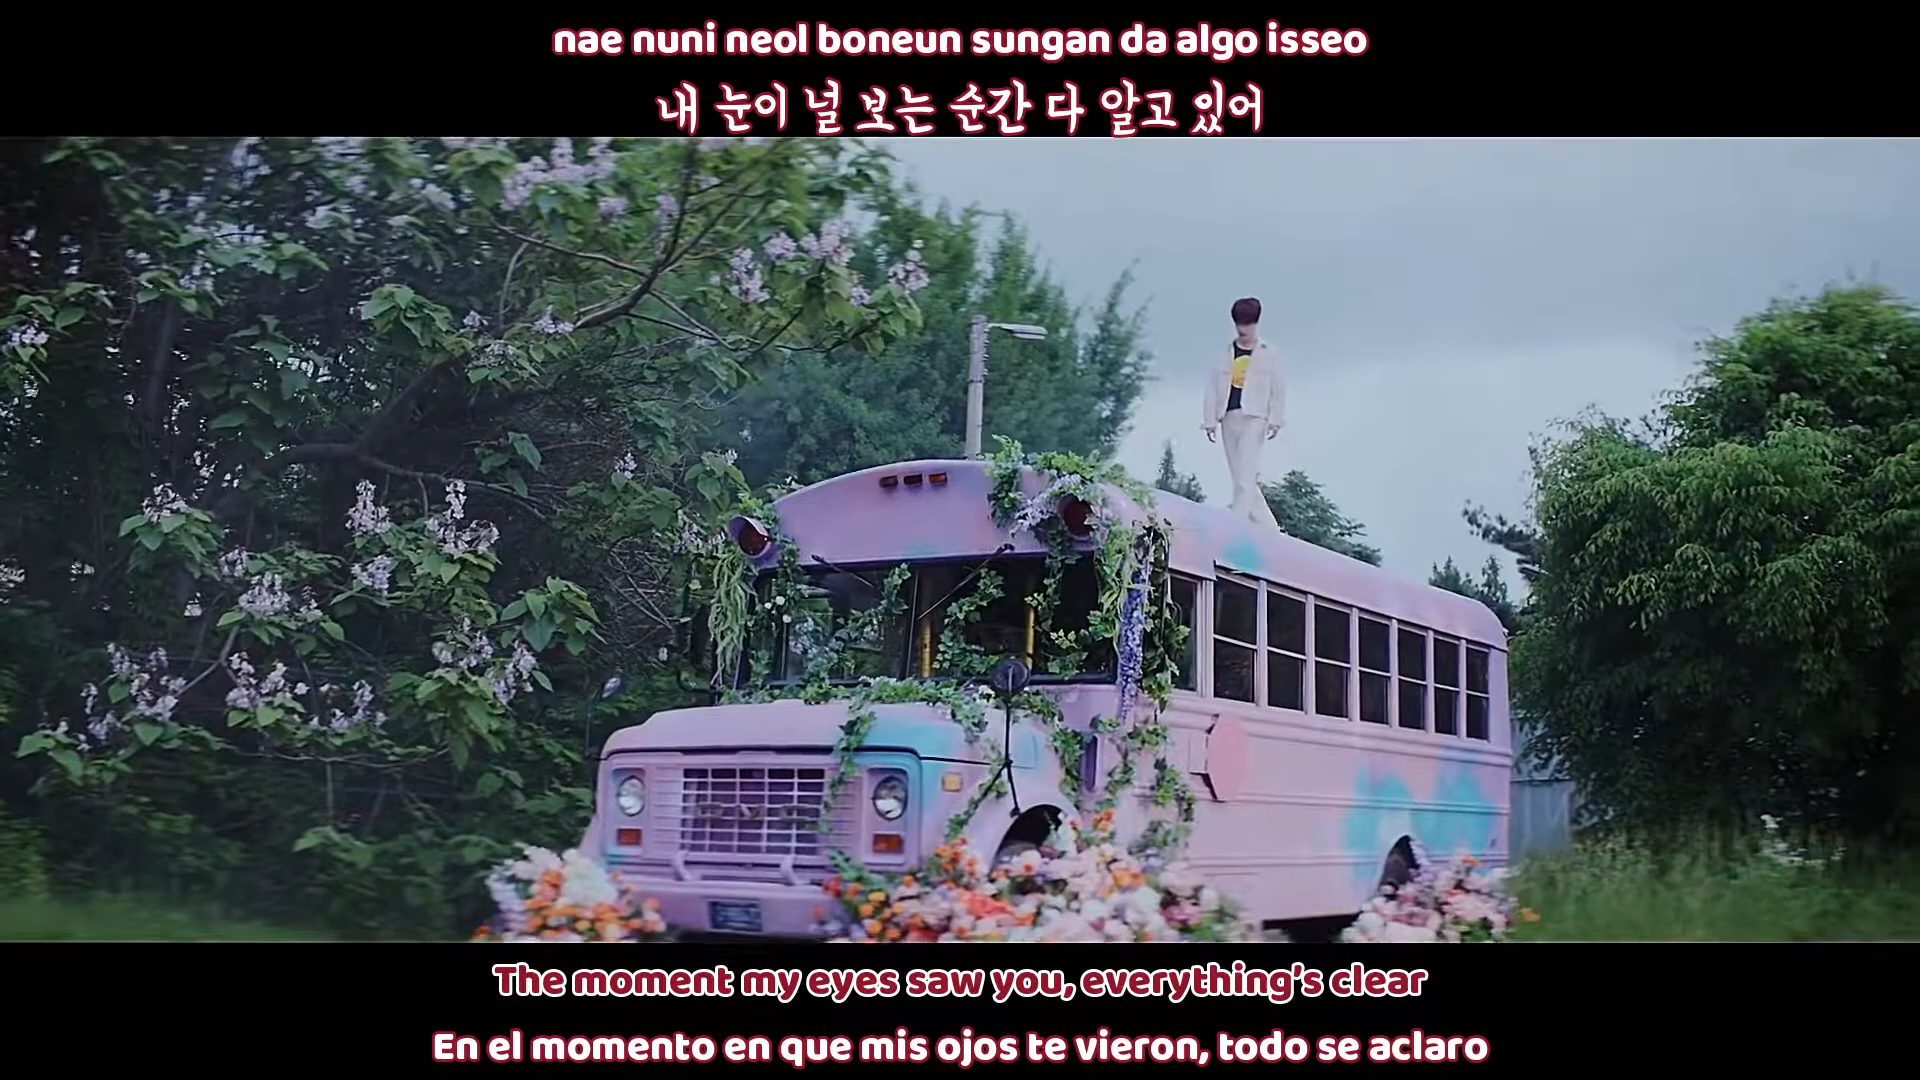 nae nuni neol boneun sungan da algo isseo
내 눈이 널 보는 순간 다 알고 있어
The moment my eyes saw you, everything's clear
En el momento en que mis ojos te vieron, todo se aclaro